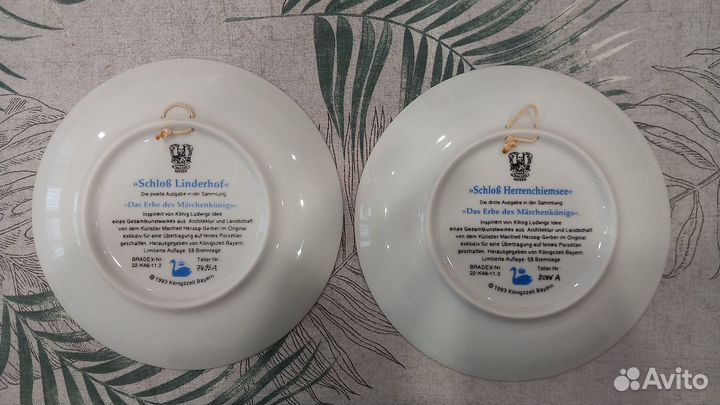 »Schloß Linderhof«
Die zweite Ausgabe in der Sammlung
»Das Erbe des Märchenkönigs«
Inspiriert von König Ludwigs Idee
eines Gesamtkunstwerkes aus Architektur und Landschaft
von dem Künstler Manfred Herzog-Gerber im Original
exklusiv für eine Übertragung auf feines Porzellan
geschaffen. Herausgegeben von Königszelt Bayern
Limitierte Auflage: 59 Brenntage
BRADEX-Nr.
22-K46-11.2
Teller Nr.
© 1993 Königszelt Bayern
»Schloß Herrenchiemsee«
Die dritte Ausgabe in der Sammlung
»Das Erbe des Märchenkönigs«
Inspiriert von König Ludwigs Idee
eines Gesamtkunstwerkes aus Architektur und Landschaft
von dem Künstler Manfred Herzog-Gerber im Original
exklusiv für eine Übertragung auf feines Porzellan
geschaffen. Herausgegeben von Königszelt Bayern
Limitierte Auflage: 59 Brenntage
BRADEX-Nr.
22-K46-11.3
Teller Nr.
© 1993 Königszelt Bayern
Avito